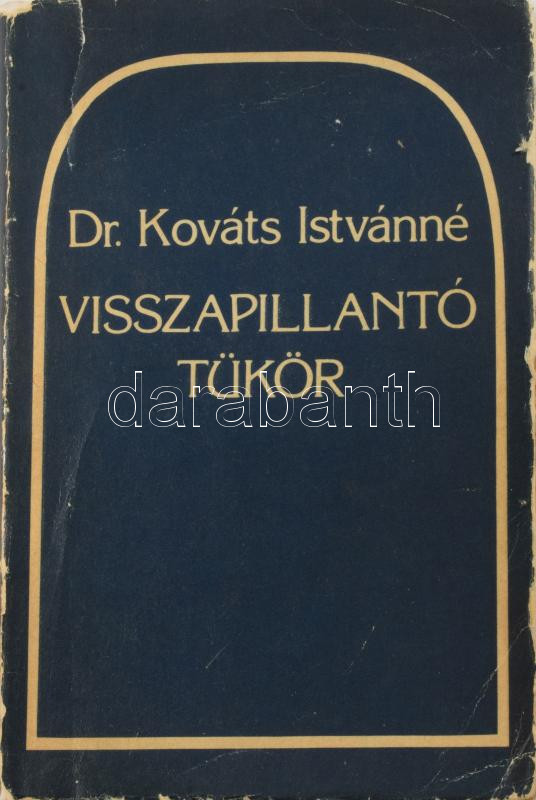 Dr. Kováts Istvánné
VISSZAPILLANTÓ
TÜKÖR
darabanth